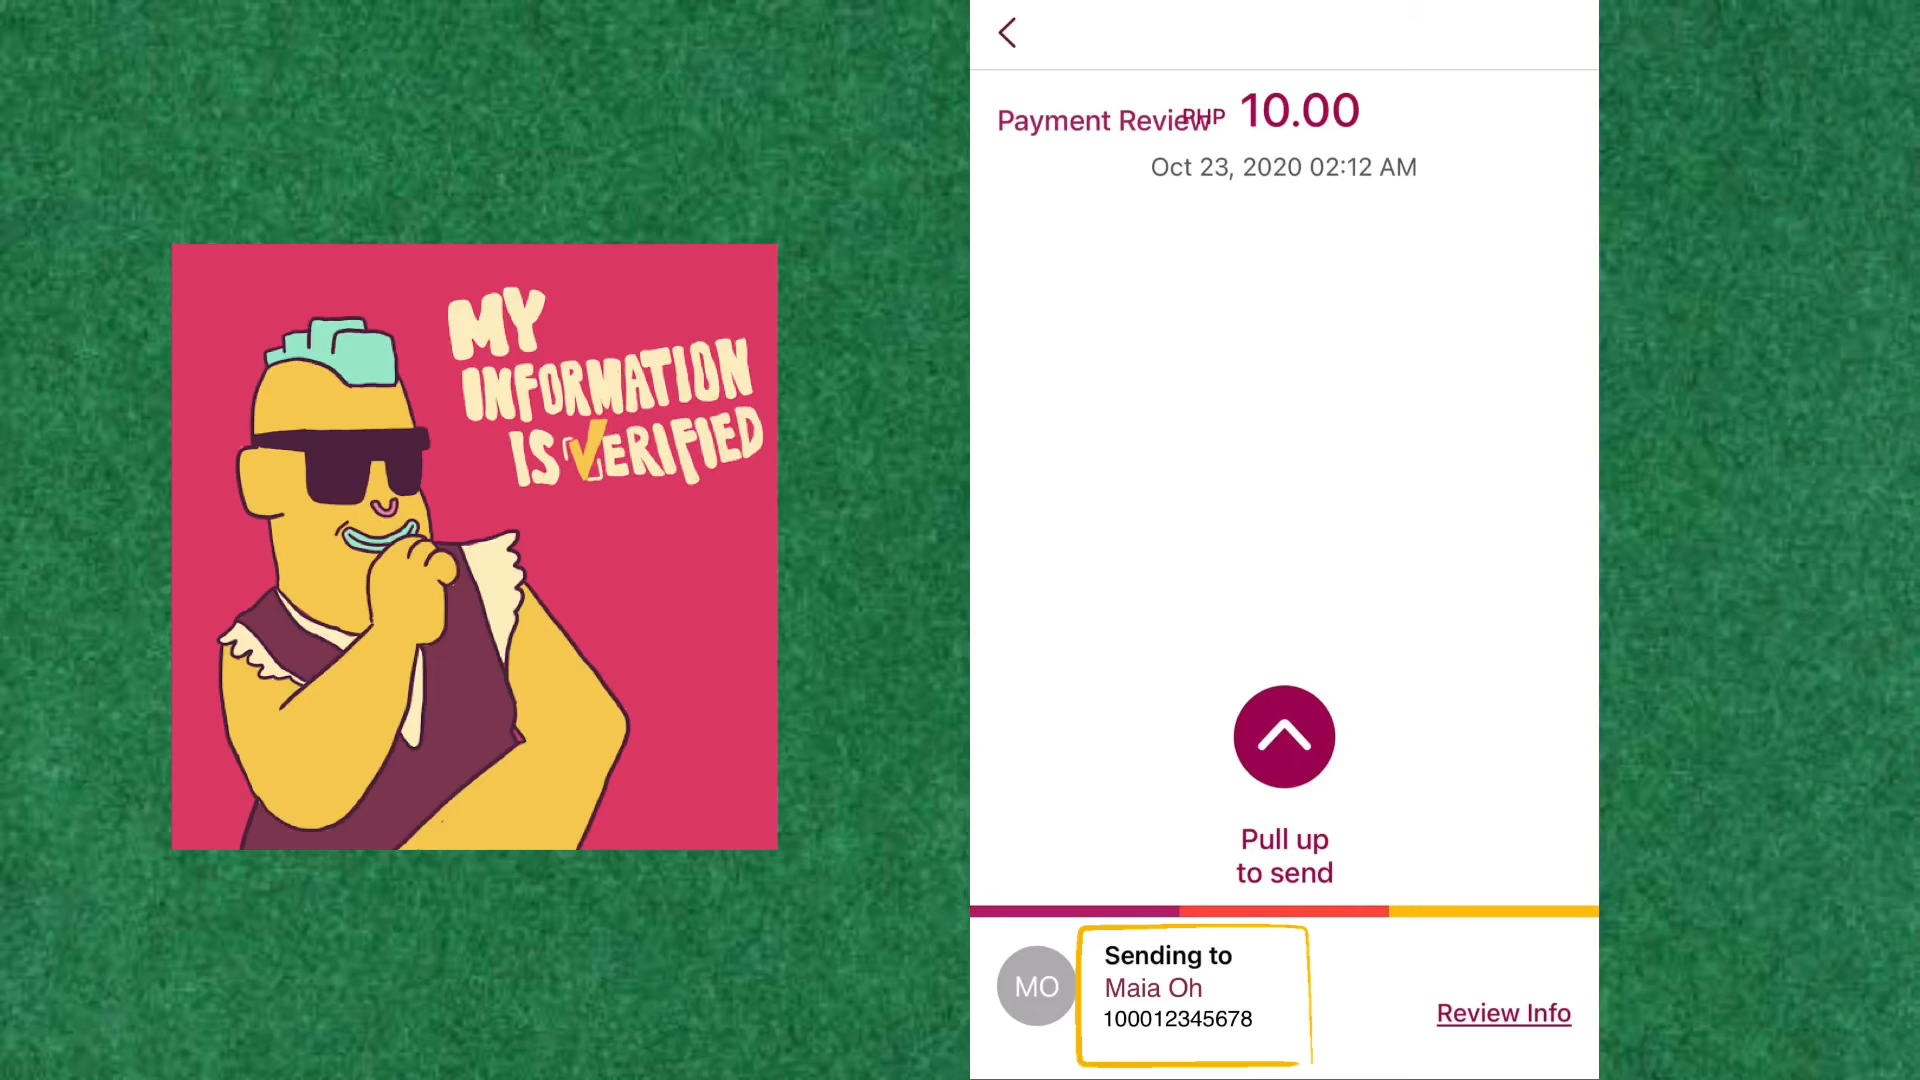 MY
INFORMATION
IS VERIFIED
Payment Review PHP 10.00
Oct 23, 2020 02:12 AM
Pull up
to send
MO
Sending to
Maia Oh
100012345678
Review Info